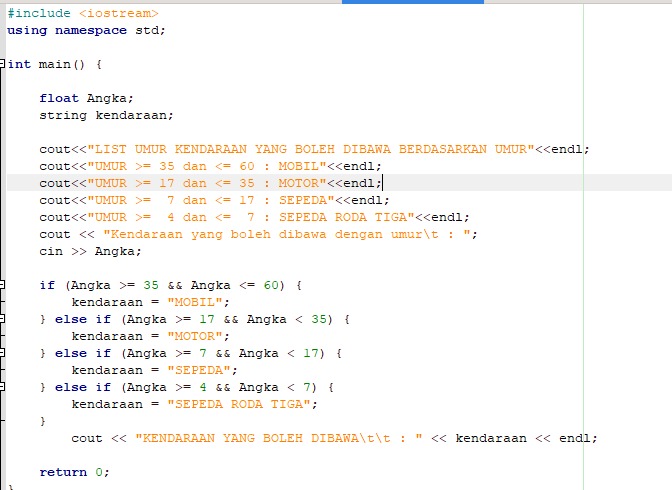 #include <iostream>
using namespace std;
int main() {
float Angka;
string kendaraan;
cout<<"LIST UMUR KENDARAAN YANG BOLEH DIBAWA BERDASARKAN UMUR"<<endl;
cout<<"UMUR >= 35 dan <= 60 : MOBIL"<<endl;
cout<<"UMUR >= 17 dan <= 35 : MOTOR"<<endl;
cout<<"UMUR >=  7 dan <= 17 : SEPEDA"<<endl;
cout<<"UMUR >=  4 dan <=  7 : SEPEDA RODA TIGA"<<endl;
cout << "Kendaraan yang boleh dibawa dengan umur\t : ";
cin >> Angka;
if (Angka >= 35 && Angka <= 60) {
kendaraan = "MOBIL";
} else if (Angka >= 17 && Angka < 35) {
kendaraan = "MOTOR";
} else if (Angka >= 7 && Angka < 17) {
kendaraan = "SEPEDA";
} else if (Angka >= 4 && Angka < 7) {
kendaraan = "SEPEDA RODA TIGA";
}
cout << "KENDARAAN YANG BOLEH DIBAWA\t\t : " << kendaraan << endl;
return 0;
}